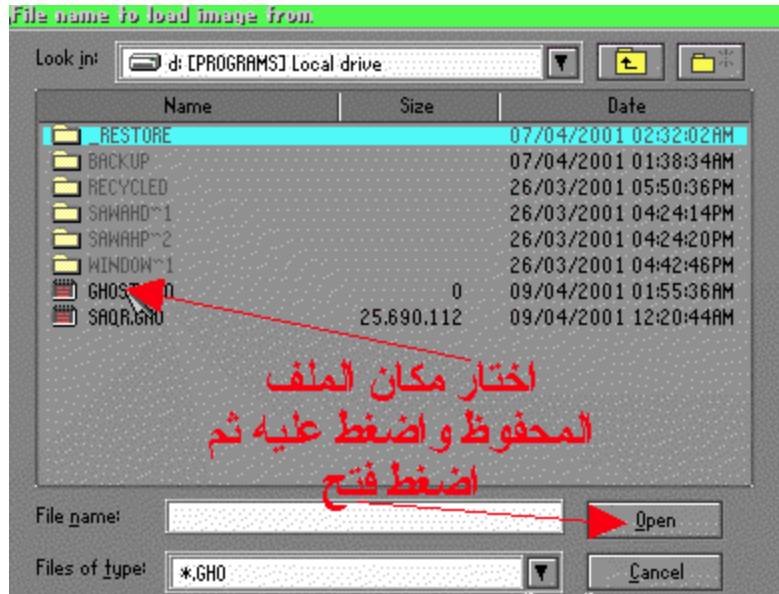 File name to load image from
Look in: d: [PROGRAMS] Local drive
Name Size Date
_RESTORE 07/04/2001 02:32:02AM
BACKUP 07/04/2001 01:38:34AM
RECYCLED 26/03/2001 05:50:36PM
SAWAHD~1 26/03/2001 04:24:14PM
SAWAHP~2 26/03/2001 04:24:20PM
WINDOW~1 26/03/2001 04:42:46PM
0 09/04/2001 01:55:36AM
SAQR.GHO 25,690,112 09/04/2001 12:20:44AM
اختار مكان الملف
المحفوظ و اضغط عليه ثم
اضغط فتح
File name: Open
Files of type: *.GHO Cancel